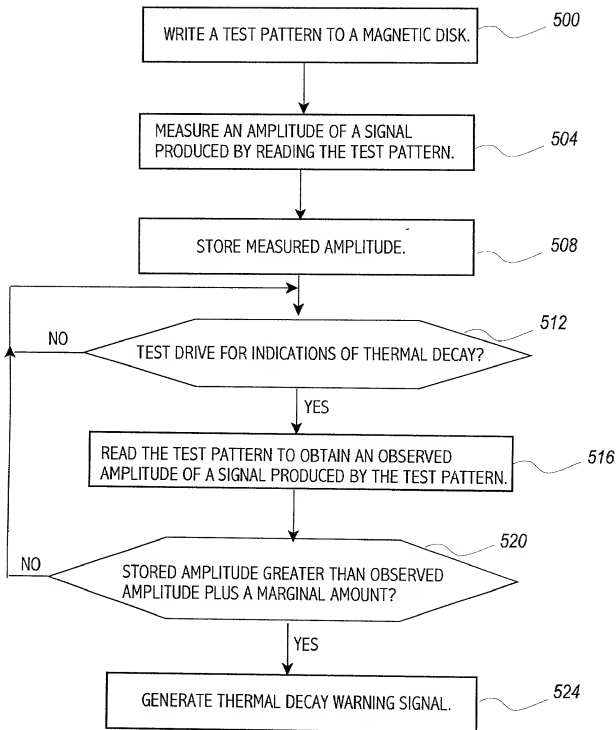 WRITE A TEST PATTERN TO A MAGNETIC DISK.
500
MEASURE AN AMPLITUDE OF A SIGNAL
PRODUCED BY READING THE TEST PATTERN.
504
STORE MEASURED AMPLITUDE.
508
512
NO
TEST DRIVE FOR INDICATIONS OF THERMAL DECAY?
YES
READ THE TEST PATTERN TO OBTAIN AN OBSERVED
AMPLITUDE OF A SIGNAL PRODUCED BY THE TEST PATTERN.
516
520
NO
STORED AMPLITUDE GREATER THAN OBSERVED
AMPLITUDE PLUS A MARGINAL AMOUNT?
YES
GENERATE THERMAL DECAY WARNING SIGNAL.
524